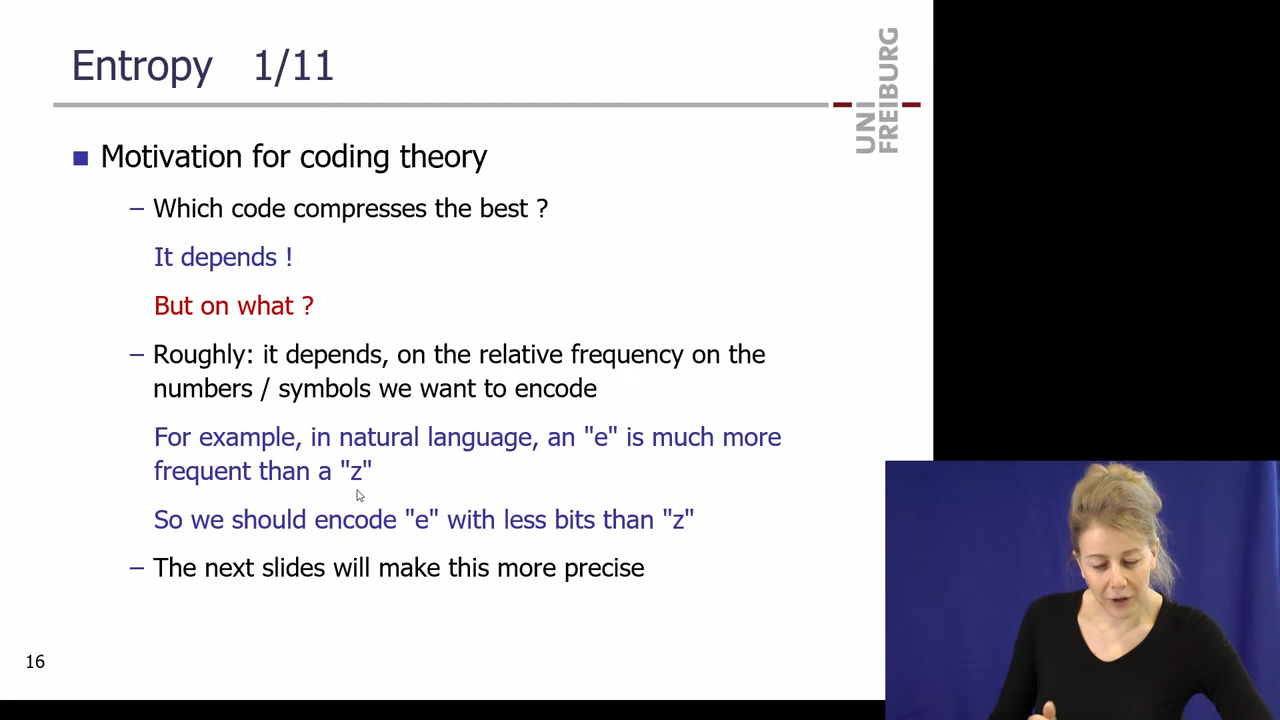 Entropy 1/11
UNI
FREIBURG
Motivation for coding theory
– Which code compresses the best ?
It depends !
But on what ?
– Roughly: it depends, on the relative frequency on the
numbers / symbols we want to encode
For example, in natural language, an "e" is much more
frequent than a "z"
So we should encode "e" with less bits than "z"
– The next slides will make this more precise
16